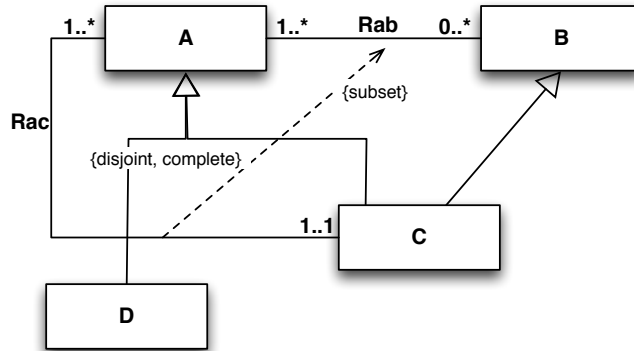 1..*
A
1..*
Rab
0..*
B
{subset}
Rac
{disjoint, complete}
1..1
C
D